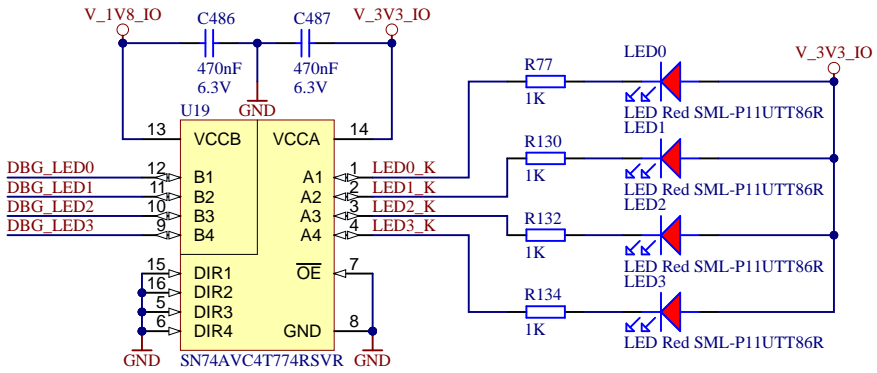 V_1V8_IO
C486
C487
V_3V3_IO
470nF
6.3V
470nF
6.3V
GND
U19
13
VCCB
VCCA
14
DBG_LED0
12
B1
A1
1
LED0_K
DBG_LED1
11
B2
A2
2
LED1_K
DBG_LED2
10
B3
A3
3
LED2_K
DBG_LED3
9
B4
A4
4
LED3_K
15
DIR1
OE
7
16
DIR2
5
DIR3
6
DIR4
GND
8
GND
SN74AVC4T774RSVR
GND
R77
1K
LED0
V_3V3_IO
LED Red SML-P11UTT86R
LED1
R130
1K
LED Red SML-P11UTT86R
LED2
R132
1K
LED Red SML-P11UTT86R
LED3
R134
1K
LED Red SML-P11UTT86R